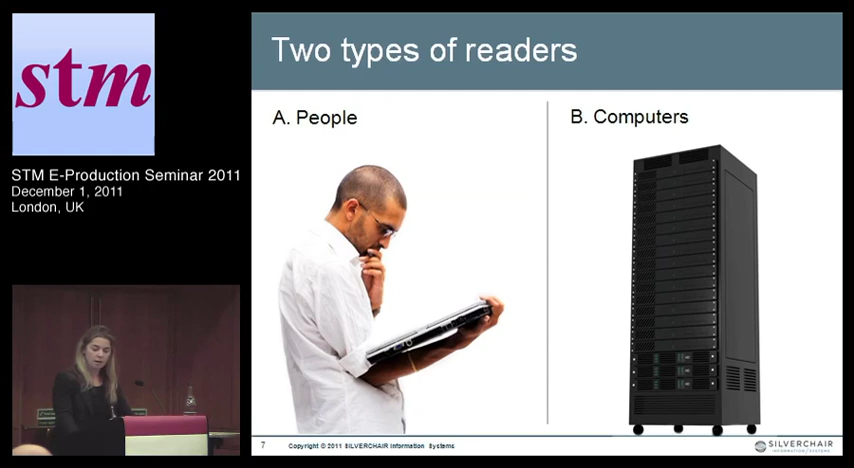 stm
STM E-Production Seminar 2011
December 1, 2011
London, UK
Two types of readers
A. People
B. Computers
7
Copyright © 2011 SILVERCHAIR Information Systems
SILVERCHAIR
INFORMATION/SYSTEMS